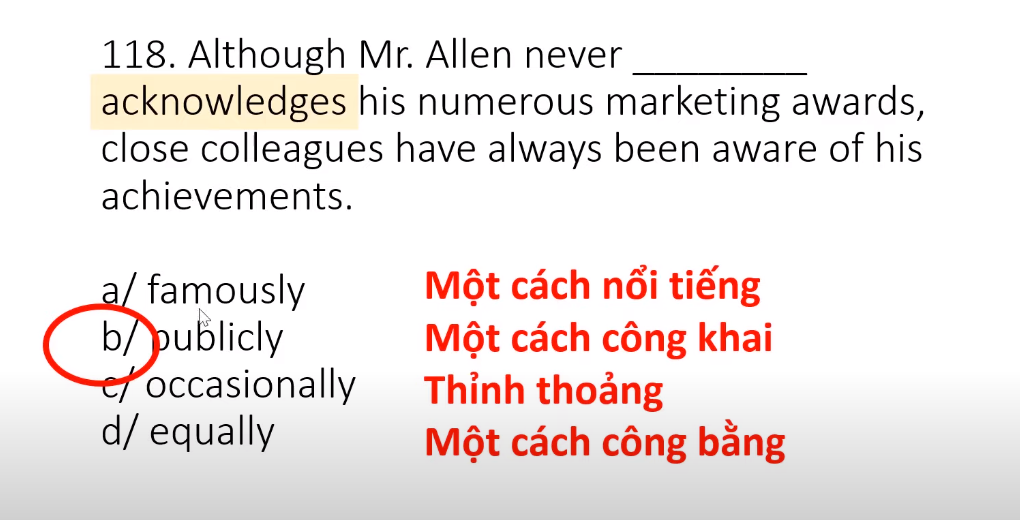 118. Although Mr. Allen never ________
acknowledges his numerous marketing awards,
close colleagues have always been aware of his
achievements.
a/ famously
Một cách nổi tiếng
b/ publicly
Một cách công khai
c/ occasionally
Thỉnh thoảng
d/ equally
Một cách công bằng